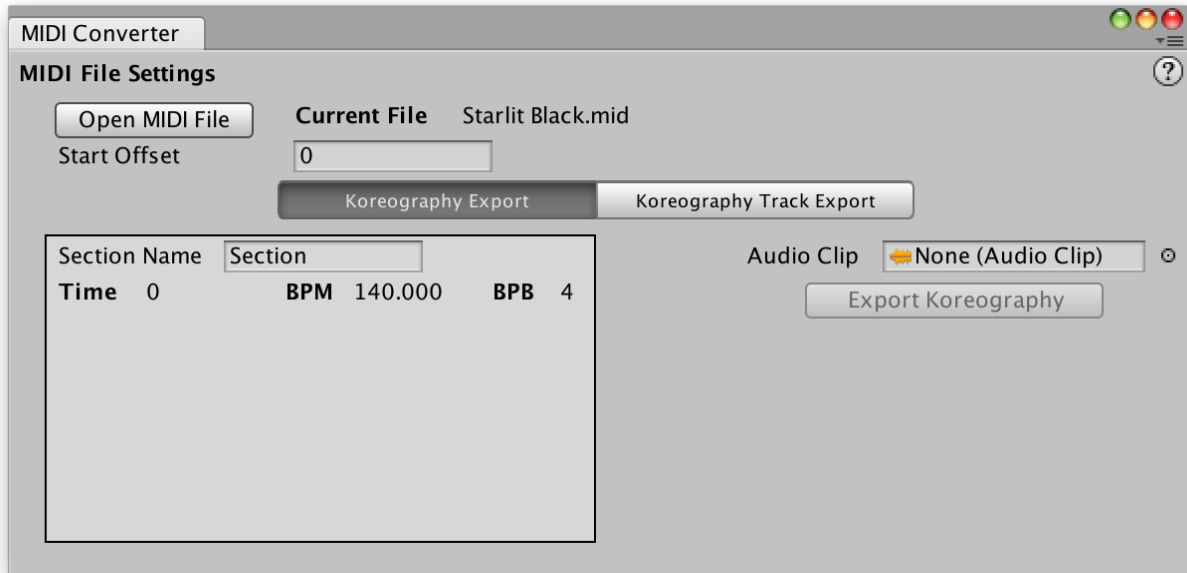 MIDI Converter
MIDI File Settings
?
Open MIDI File Current File Starlit Black.mid
Start Offset 0
Koreography Export Koreography Track Export
Section Name Section
Time 0 BPM 140.000 BPB 4
Audio Clip None (Audio Clip)
Export Koreography